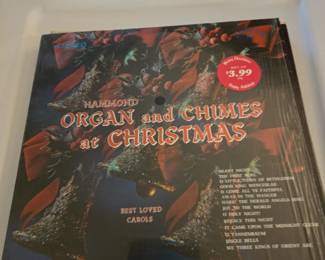 $3.99
HAMMOND
ORGAN and CHIMES
at CHRISTMAS
BEST LOVED
CAROLS
SILENT NIGHT
THE FIRST NOEL
O LITTLE TOWN OF BETHLEHEM
GOOD KING WENCESLAS
O COME ALL YE FAITHFUL
AWAY IN THE MANGER
HARK! THE HERALD ANGELS SING
JOY TO THE WORLD
O HOLY NIGHT!
THIS NIGHT
IT CAME UPON THE MIDNIGHT CLEAR
O TANNENBAUM
JINGLE BELLS
WE THREE KINGS OF ORIENT ARE